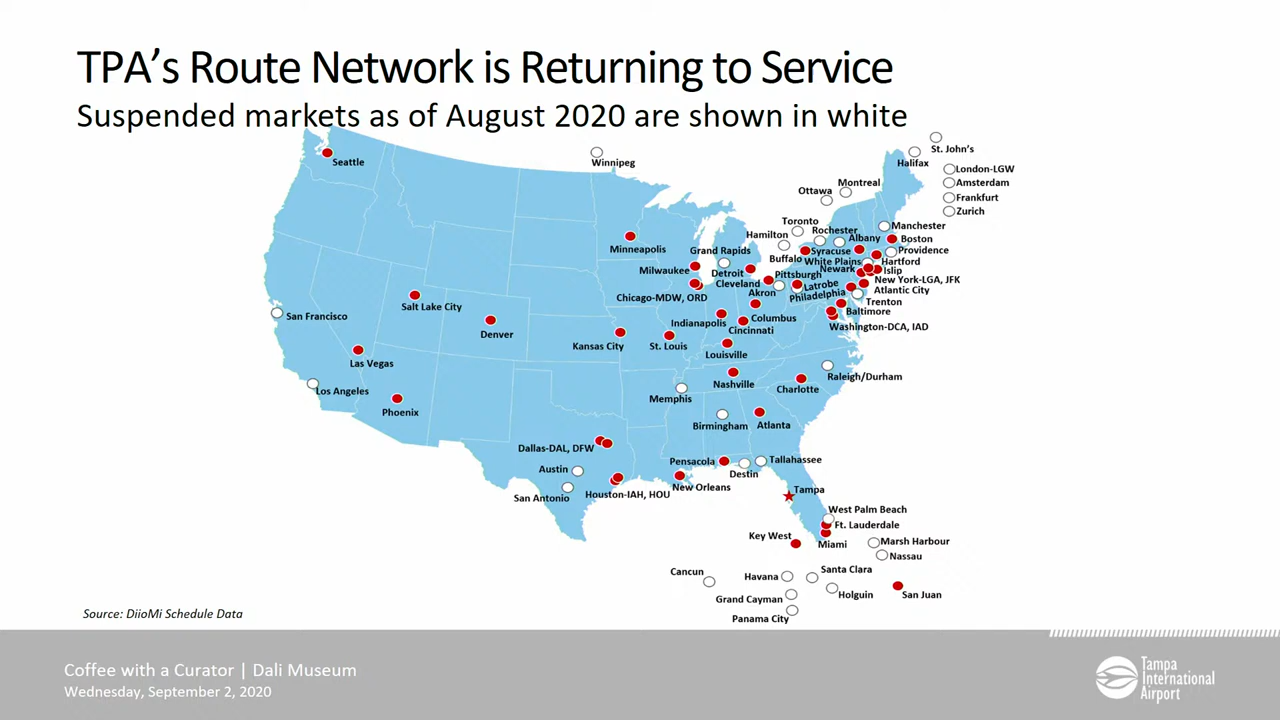 TPA's Route Network is Returning to Service
Suspended markets as of August 2020 are shown in white
St. John's
Seattle
Winnipeg
Halifax
London-LGW
Amsterdam
Montreal
Ottawa
Frankfurt
Zurich
Toronto
Rochester
Manchester
Hamilton
Albany
Boston
Minneapolis
Grand Rapids
Syracuse
Providence
Buffalo
White Plains
Hartford
Milwaukee
Detroit
Newark
Islip
Pittsburgh
Cleveland
Latrobe
New York-LGA, JFK
Akron
Philadelphia
Atlantic City
Chicago-MDW, ORD
Trenton
Salt Lake City
Baltimore
San Francisco
Columbus
Indianapolis
Washington-DCA, IAD
Denver
Cincinnati
Kansas City
St. Louis
Louisville
Las Vegas
Raleigh/Durham
Nashville
Los Angeles
Charlotte
Memphis
Phoenix
Birmingham
Atlanta
Dallas-DAL, DFW
Pensacola
Tallahassee
Austin
Destin
New Orleans
Tampa
San Antonio
Houston-IAH, HOU
West Palm Beach
Ft. Lauderdale
Key West
Miami
Marsh Harbour
Nassau
Cancun
Havana
Santa Clara
Grand Cayman
Holguin
San Juan
Panama City
Source: DiioMi Schedule Data
Coffee with a Curator | Dali Museum
Wednesday, September 2, 2020
Tampa
International
Airport